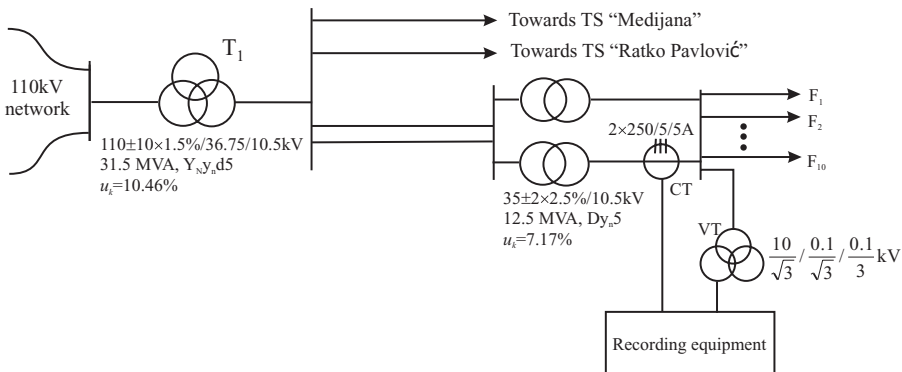 Towards TS “Medijana”
T1
Towards TS “Ratko Pavlović”
110kV
network
110±10×1.5%/36.75/10.5kV
31.5 MVA, YNynd5
uk=10.46%
35±2×2.5%/10.5kV
12.5 MVA, Dyn5
uk=7.17%
2×250/5/5A
CT
F1
F2
F10
VT
10/√3 / 0.1/√3 / 0.1/3 kV
Recording equipment